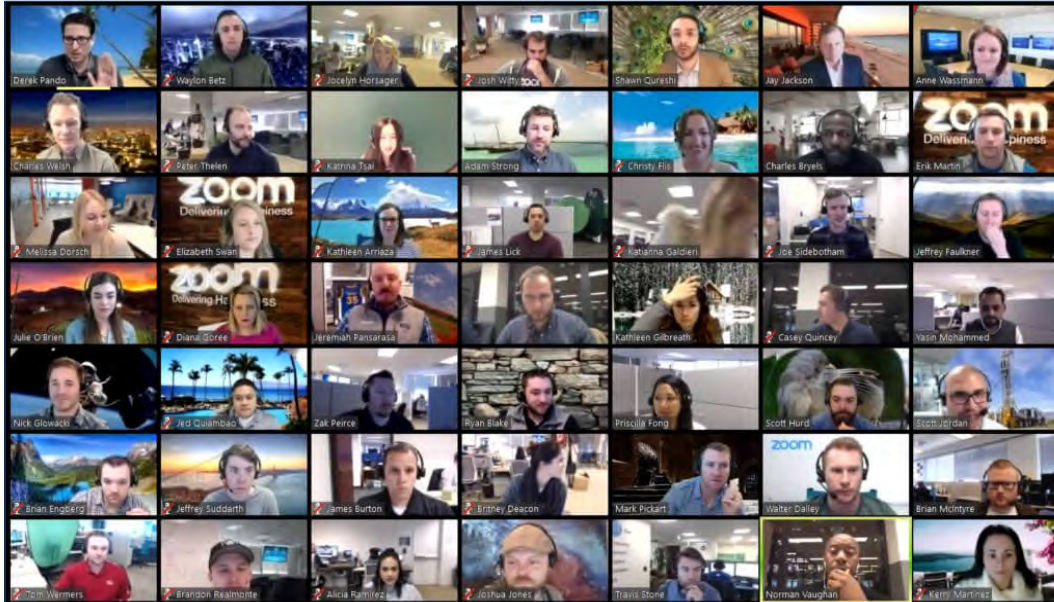 Derek Pando
Waylon Betz
Jocelyn Horsager
Josh Witty
zoom
Shawn Qureshi
Jay Jackson
Anne Wassmann
Charles Welsh
Peter Thelen
Katrina Tsai
Adam Strong
Christy Flis
Charles Bryels
zoom
Erik Martin
Melissa Dorsch
zoom
Elizabeth Swan
Kathleen Arriaza
James Lick
Katianna Galdieri
Joe Sidebotham
Jeffrey Faulkner
Julie O'Brien
zoom
Diana Goree
35
Jeremiah Pansarasa
Kathleen Gilbreath
Casey Quincey
Yasin Mohammed
Nick Glowacki
Jed Quiambao
Zak Peirce
Ryan Blake
Priscilla Fong
Scott Hurd
Scott Jordan
Brian Engberg
Jeffrey Suddarth
James Burton
Britney Deacon
Mark Pickart
zoom
Walter Dalley
Brian McIntyre
Tom Wermers
Brandon Realmonte
Alicia Ramirez
Joshua Jones
Travis Stone
Norman Vaughan
Kerri Martinez